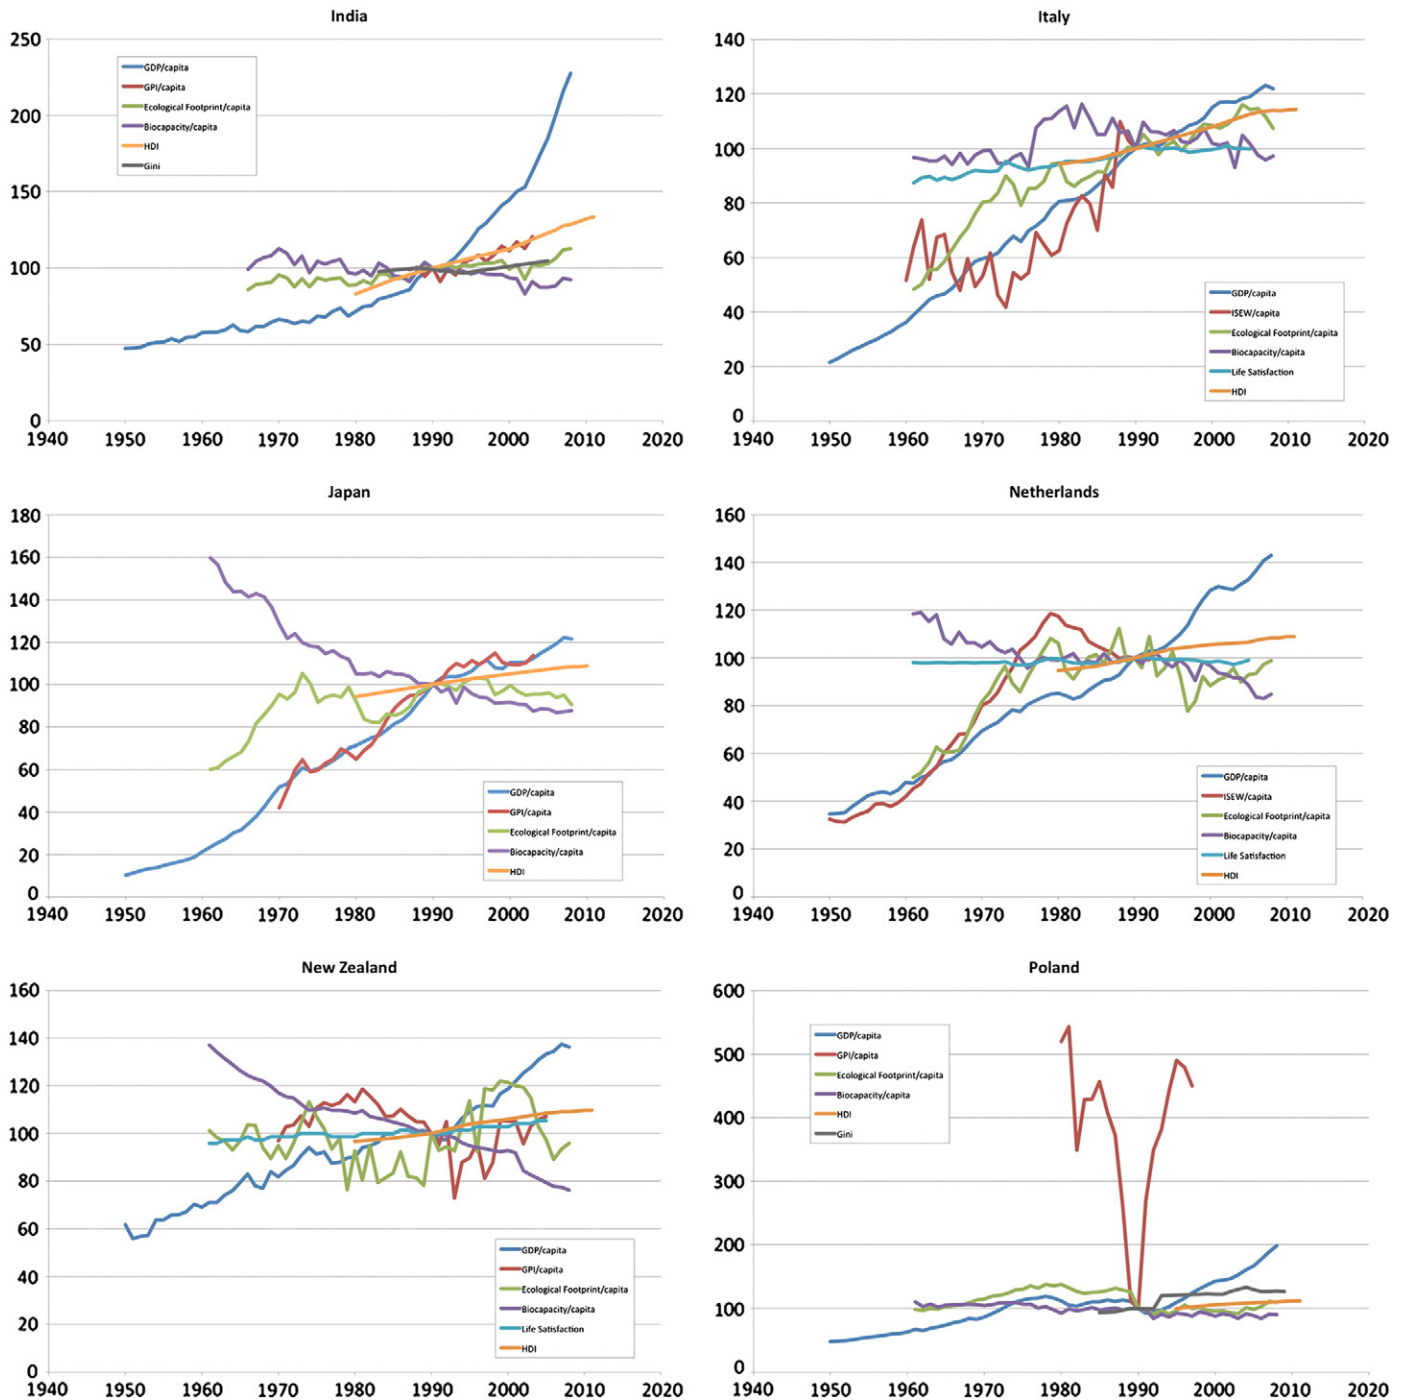 India
250
200
150
100
50
0
1940 1950 1960 1970 1980 1990 2000 2010 2020
GDP/capita
GPI/capita
Ecological Footprint/capita
Biocapacity/capita
HDI
Gini
Italy
140
120
100
80
60
40
20
0
1940 1950 1960 1970 1980 1990 2000 2010 2020
GDP/capita
ISEW/capita
Ecological Footprint/capita
Biocapacity/capita
Life Satisfaction
HDI
Japan
180
160
140
120
100
80
60
40
20
0
1940 1950 1960 1970 1980 1990 2000 2010 2020
GDP/capita
GPI/capita
Ecological Footprint/capita
Biocapacity/capita
HDI
Netherlands
160
140
120
100
80
60
40
20
0
1940 1950 1960 1970 1980 1990 2000 2010 2020
GDP/capita
ISEW/capita
Ecological Footprint/capita
Biocapacity/capita
Life Satisfaction
HDI
New Zealand
160
140
120
100
80
60
40
20
0
1940 1950 1960 1970 1980 1990 2000 2010 2020
GDP/capita
GPI/capita
Ecological Footprint/capita
Biocapacity/capita
Life Satisfaction
HDI
Poland
600
500
400
300
200
100
0
1940 1950 1960 1970 1980 1990 2000 2010 2020
GDP/capita
GPI/capita
Ecological Footprint/capita
Biocapacity/capita
HDI
Gini